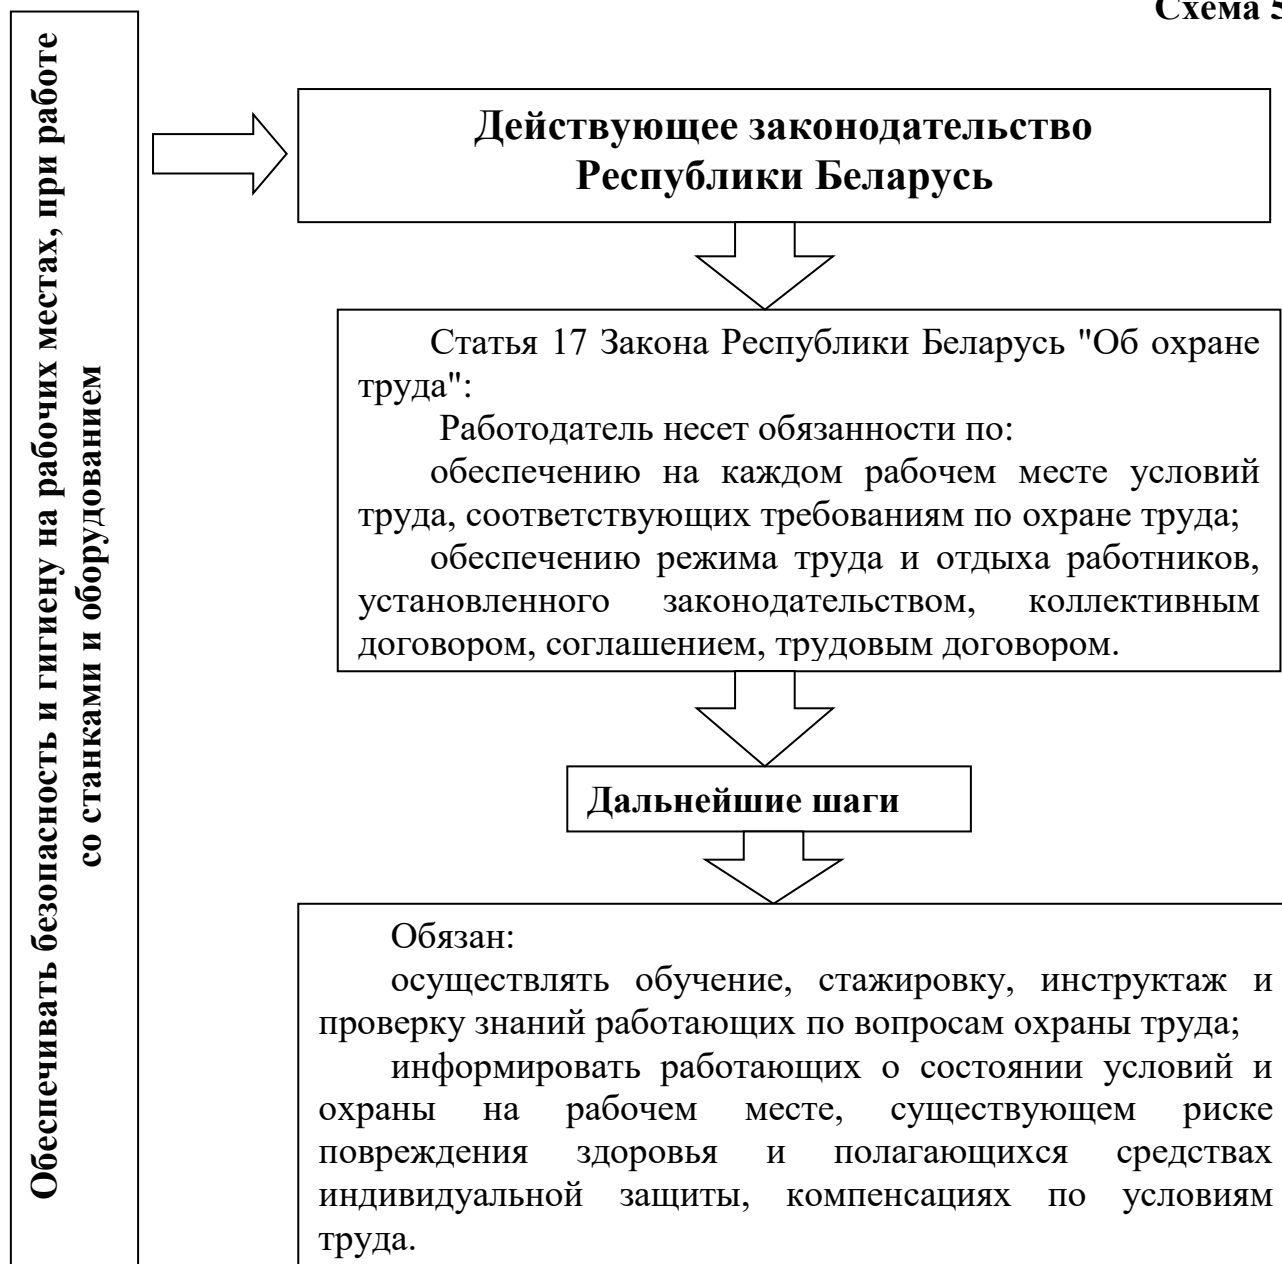 Схема 5
Обеспечивать безопасность и гигиену на рабочих местах, при работе
со станками и оборудованием
Действующее законодательство
Республики Беларусь
Статья 17 Закона Республики Беларусь "Об охране
труда":
Работодатель несет обязанности по:
обеспечению на каждом рабочем месте условий
труда, соответствующих требованиям по охране труда;
обеспечению режима труда и отдыха работников,
установленного законодательством, коллективным
договором, соглашением, трудовым договором.
Дальнейшие шаги
Обязан:
осуществлять обучение, стажировку, инструктаж и
проверку знаний работающих по вопросам охраны труда;
информировать работающих о состоянии условий и
охраны на рабочем месте, существующем риске
повреждения здоровья и полагающихся средствах
индивидуальной защиты, компенсациях по условиям
труда.